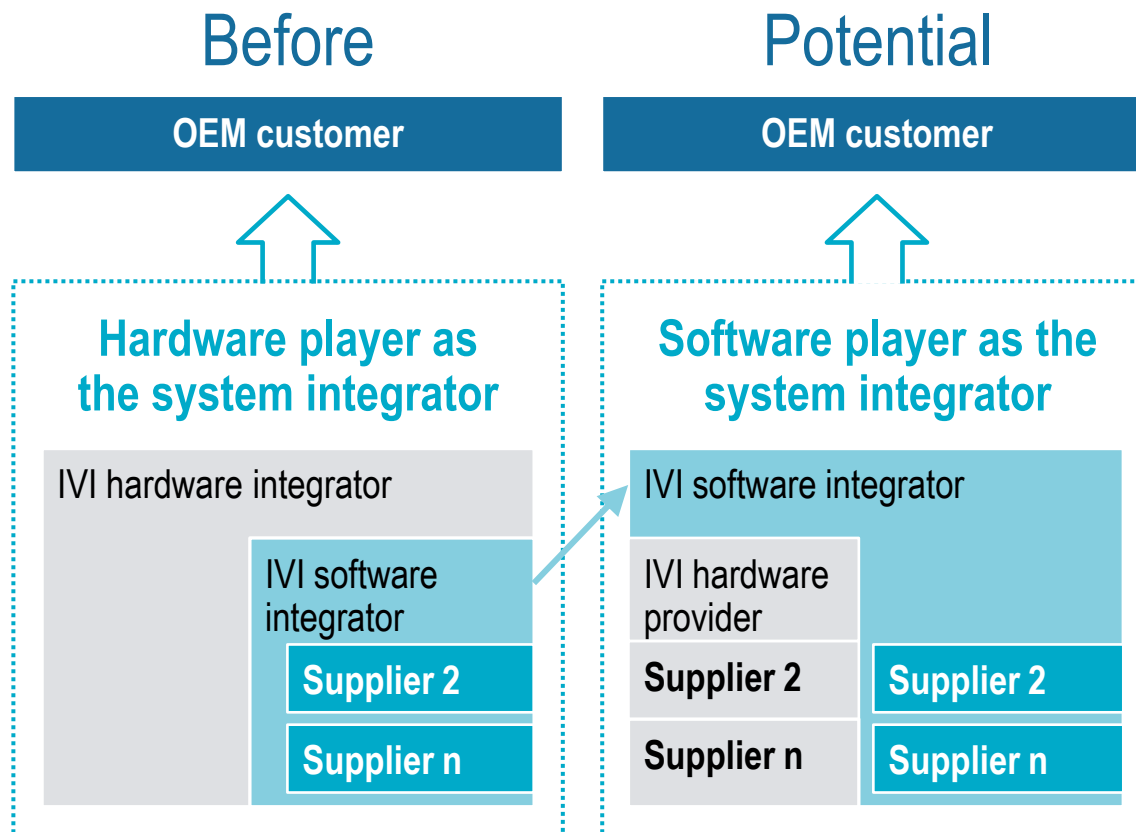 Before
OEM customer
Hardware player as
the system integrator
IVI hardware integrator
IVI software
integrator
Supplier 2
Supplier n
Potential
OEM customer
Software player as the
system integrator
IVI software integrator
IVI hardware
provider
Supplier 2
Supplier n
Supplier 2
Supplier n